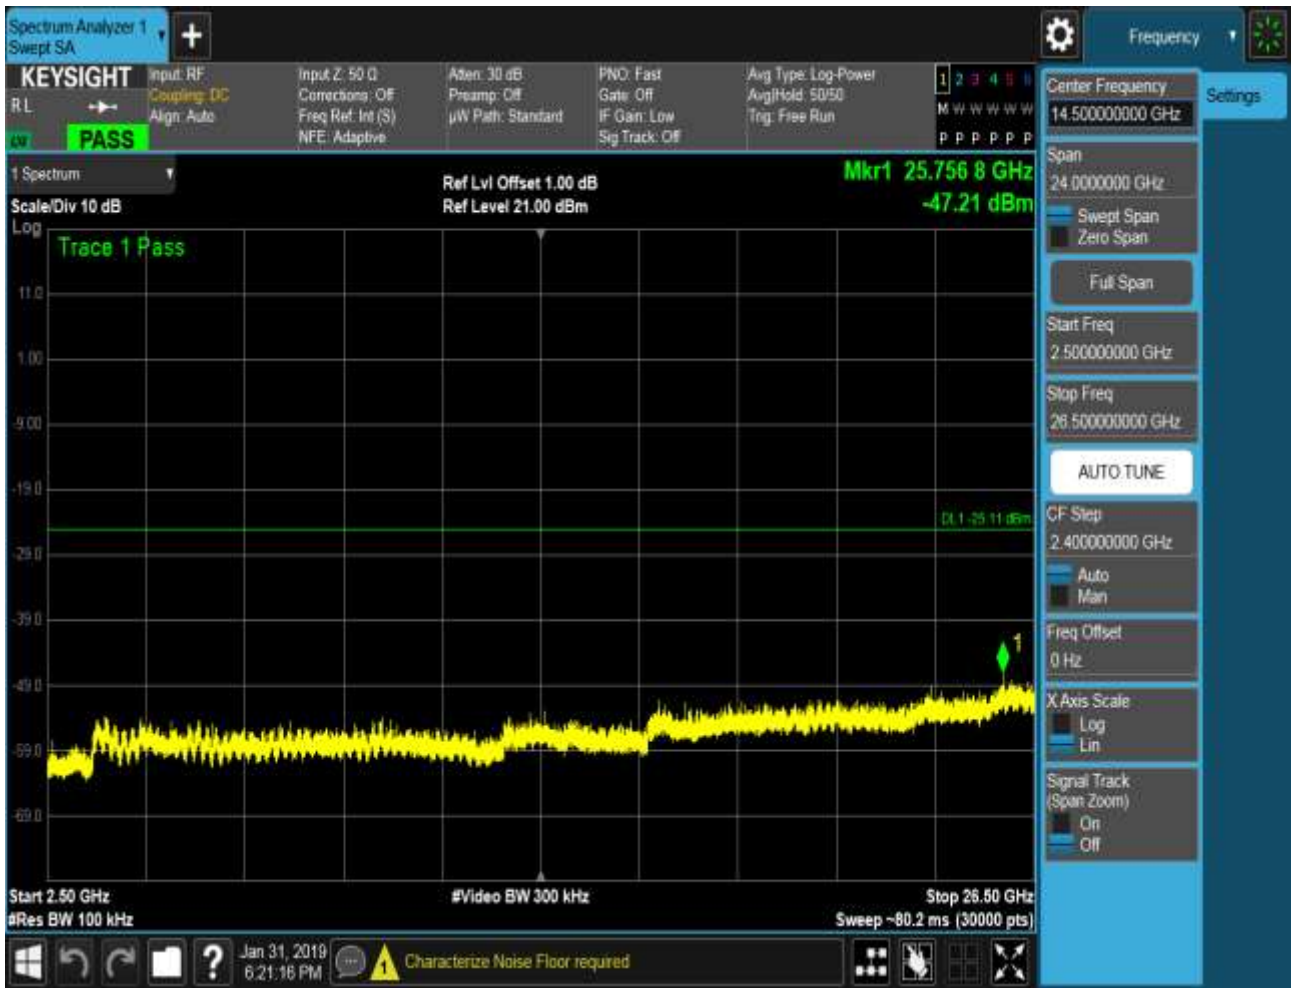 Spectrum Analyzer 1
Swept SA
+
Frequency
KEYSIGHT
R L
PASS
Input: RF
Coupling: DC
Align: Auto
Input Z: 50 Ω
Corrections: Off
Freq Ref: Int (S)
NFE: Adaptive
Atten: 30 dB
Preamp: Off
µW Path: Standard
PNO: Fast
Gate: Off
IF Gain: Low
Sig Track: Off
Avg Type: Log-Power
Avg|Hold: 50/50
Trig: Free Run
1 2 3 4 5 6
M W W W W W
P P P P P P
1 Spectrum
Scale/Div 10 dB
Log
Ref Lvl Offset 1.00 dB
Ref Level 21.00 dBm
Mkr1 25.756 8 GHz
-47.21 dBm
Trace 1 Pass
11.0
1.00
-9.00
-19.0
DL1 -25.11 dBm
-29.0
-39.0
1
-49.0
-59.0
-69.0
Start 2.50 GHz
#Res BW 100 kHz
#Video BW 300 kHz
Stop 26.50 GHz
Sweep ~80.2 ms (30000 pts)
Center Frequency
14.500000000 GHz
Settings
Span
24.0000000 GHz
Swept Span
Zero Span
Full Span
Start Freq
2.500000000 GHz
Stop Freq
26.500000000 GHz
AUTO TUNE
CF Step
2.400000000 GHz
Auto
Man
Freq Offset
0 Hz
X Axis Scale
Log
Lin
Signal Track
(Span Zoom)
On
Off
?
Jan 31, 2019
6:21:16 PM
1
Characterize Noise Floor required